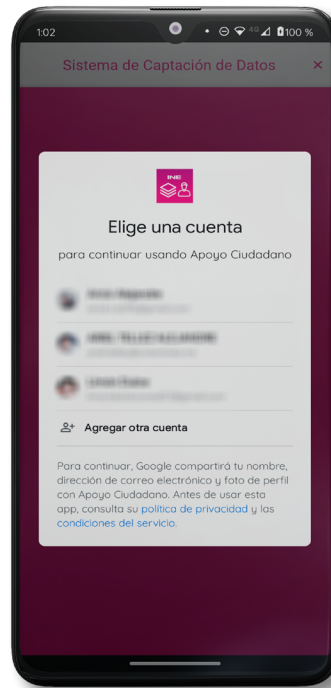 1:02
4G
100 %
Sistema de Captación de Datos
×
INE
Elige una cuenta
para continuar usando Apoyo Ciudadano
Agregar otra cuenta
Para continuar, Google compartirá tu nombre,
dirección de correo electrónico y foto de perfil
con Apoyo Ciudadano. Antes de usar esta
app, consulta su política de privacidad y las
condiciones del servicio.